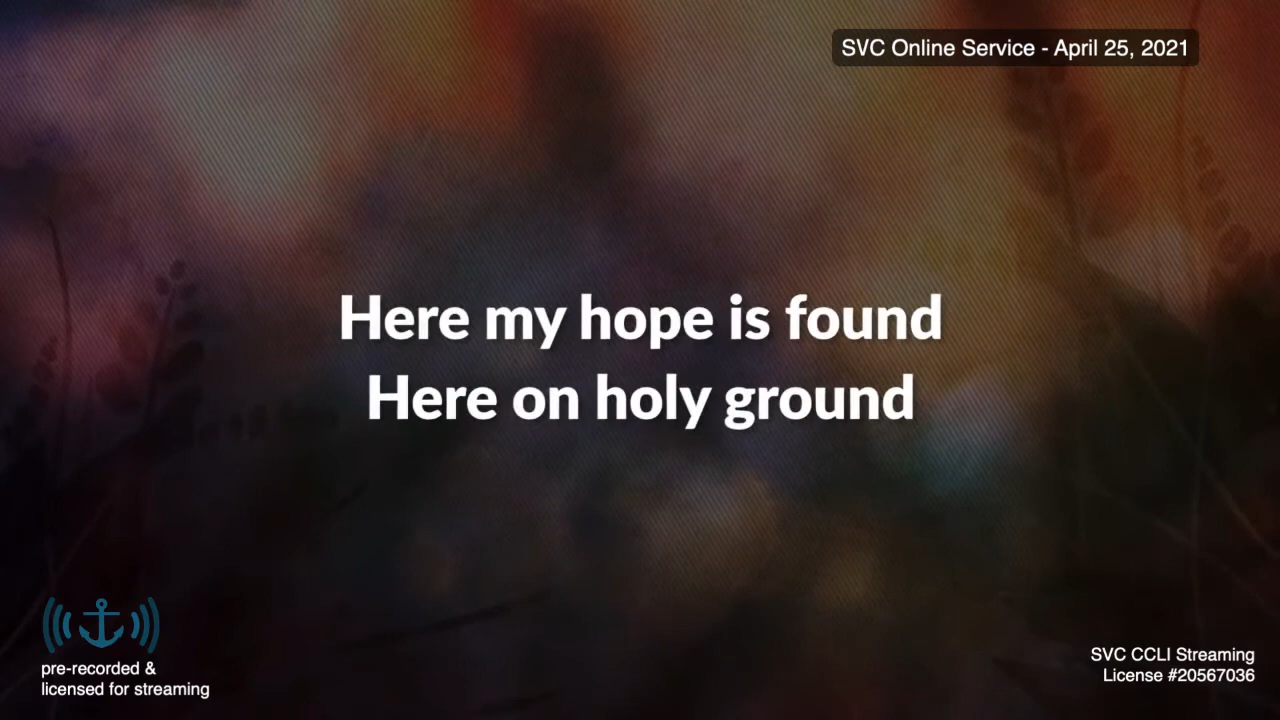 SVC Online Service - April 25, 2021
Here my hope is found
Here on holy ground
pre-recorded &
licensed for streaming
SVC CCLI Streaming
License #20567036